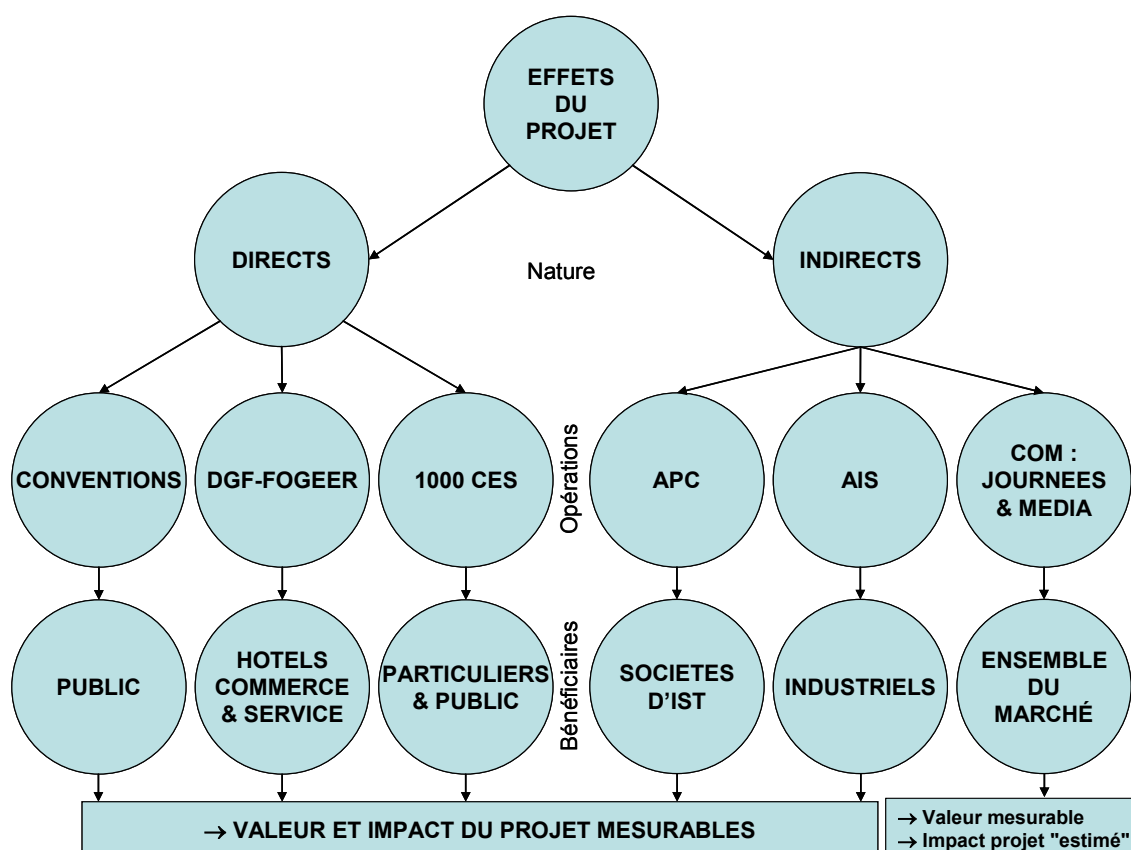 EFFETS
DU
PROJET
DIRECTS
Nature
INDIRECTS
CONVENTIONS
DGF-FOGEER
1000 CES
Opérations
APC
AIS
COM :
JOURNEES
& MEDIA
PUBLIC
HOTELS
COMMERCE
& SERVICE
PARTICULIERS
& PUBLIC
Bénéficiaires
SOCIETES
D'IST
INDUSTRIELS
ENSEMBLE
DU
MARCHÉ
→ VALEUR ET IMPACT DU PROJET MESURABLES
→ Valeur mesurable
→ Impact projet "estimé"